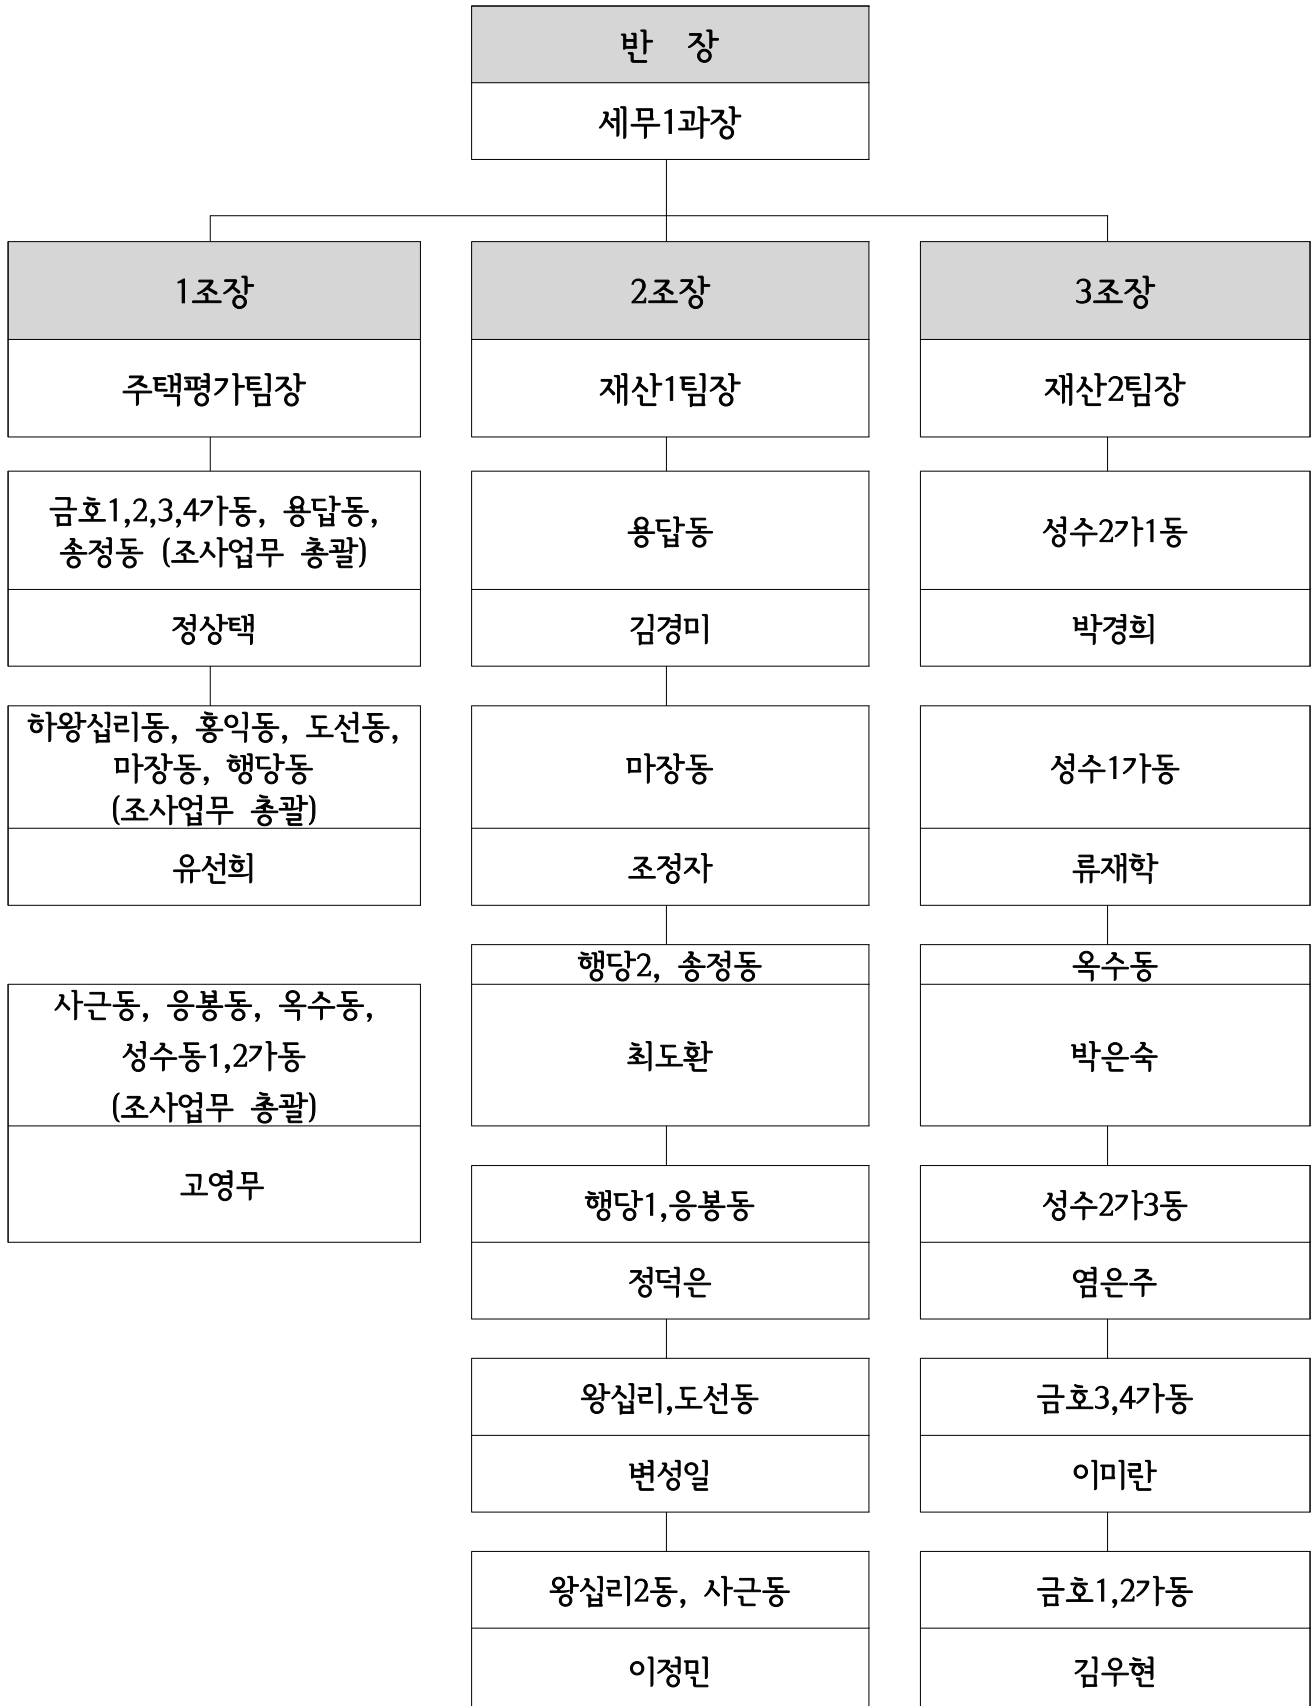 반 장
세무1과장
1조장
주택평가팀장
금호1,2,3,4가동, 용답동,
송정동 (조사업무 총괄)
정상택
하왕십리동, 홍익동, 도선동,
마장동, 행당동
(조사업무 총괄)
유선희
사근동, 응봉동, 옥수동,
성수동1,2가동
(조사업무 총괄)
고영무
2조장
재산1팀장
용답동
김경미
마장동
조정자
행당2, 송정동
최도환
행당1,응봉동
정덕은
왕십리,도선동
변성일
왕십리2동, 사근동
이정민
3조장
재산2팀장
성수2가1동
박경희
성수1가동
류재학
옥수동
박은숙
성수2가3동
염은주
금호3,4가동
이미란
금호1,2가동
김우현